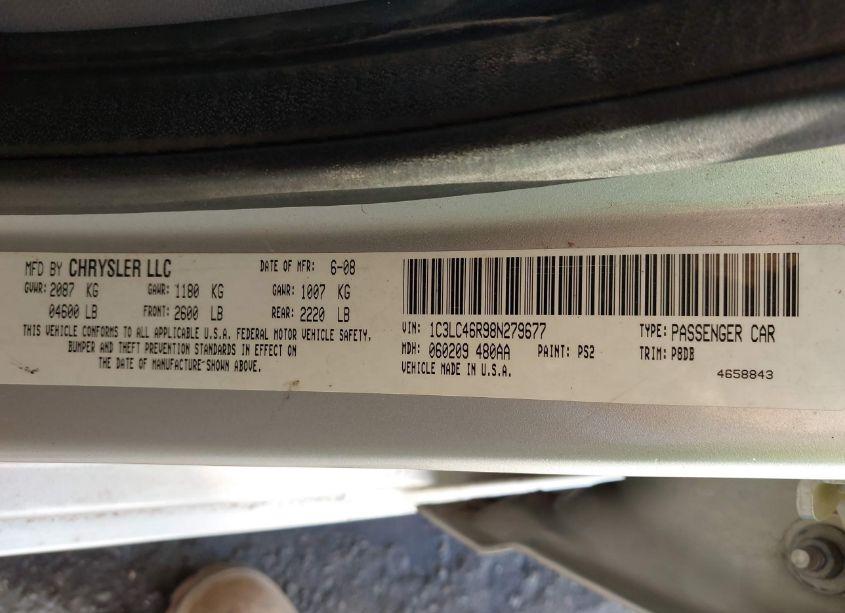 MFD BY CHRYSLER LLC
DATE OF MFR: 6-08
GVWR: 2087 KG
GAWR: 1180 KG
GAWR: 1007 KG
04600 LB
FRONT: 2600 LB
REAR: 2220 LB
THIS VEHICLE CONFORMS TO ALL APPLICABLE U.S.A. FEDERAL MOTOR VEHICLE SAFETY,
BUMPER AND THEFT PREVENTION STANDARDS IN EFFECT ON
THE DATE OF MANUFACTURE SHOWN ABOVE.
VIN: 1C3LC46R98N279677
TYPE: PASSENGER CAR
MDH: 060209 480AA
PAINT: PS2
TRIM: P8DB
VEHICLE MADE IN U.S.A.
4658843